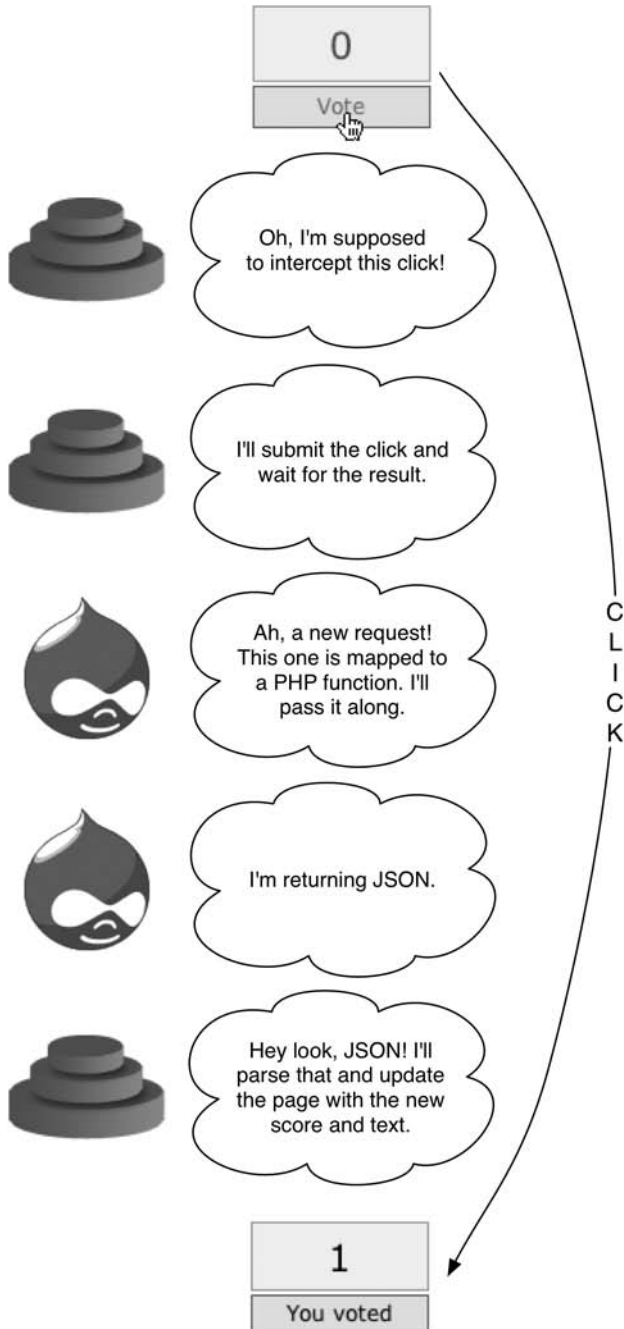 0
Vote
Oh, I'm supposed
to intercept this click!
I'll submit the click and
wait for the result.
Ah, a new request!
This one is mapped to
a PHP function. I'll
pass it along.
C
L
I
C
K
I'm returning JSON.
Hey look, JSON! I'll
parse that and update
the page with the new
score and text.
1
You voted